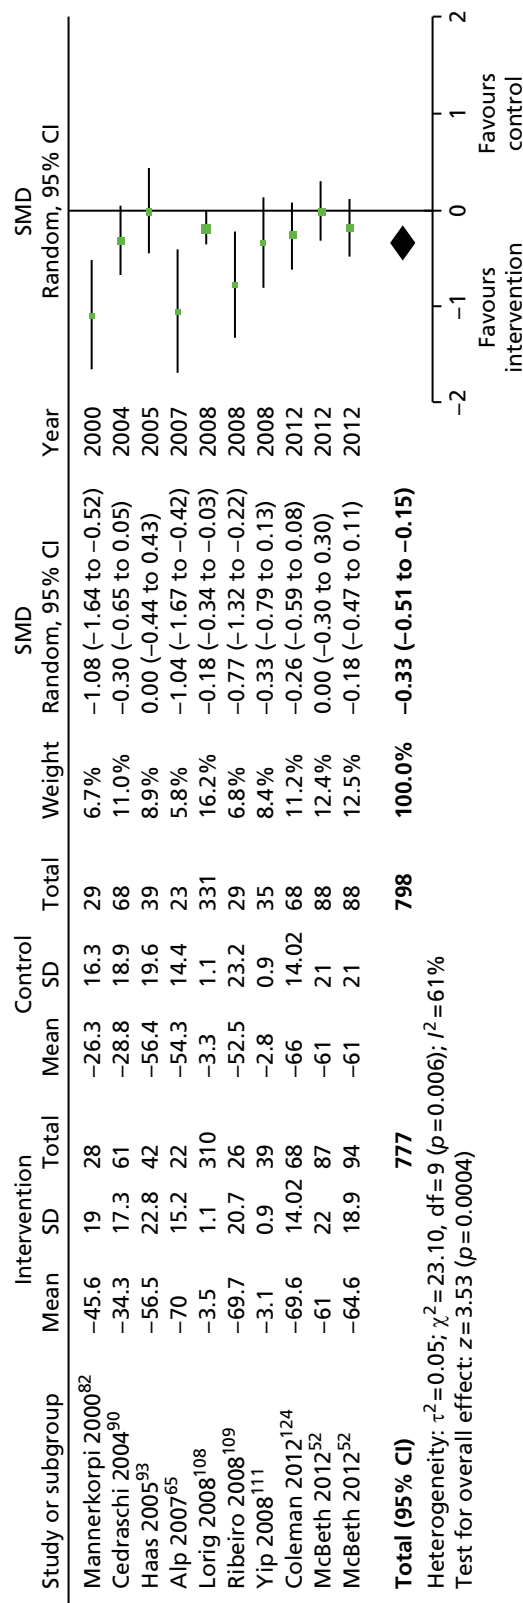 Intervention Control SMD SMD
Study or subgroup Mean SD Total Mean SD Total Weight Random, 95% CI Year Random, 95% CI
Mannerkorpi 2000⁸² −45.6 19 28 −26.3 16.3 29 6.7% −1.08 (−1.64 to −0.52) 2000
Cedraschi 2004⁹⁰ −34.3 17.3 61 −28.8 18.9 68 11.0% −0.30 (−0.65 to 0.05) 2004
Haas 2005⁹³ −56.5 22.8 42 −56.4 19.6 39 8.9% 0.00 (−0.44 to 0.43) 2005
Alp 2007⁶⁵ −70 15.2 22 −54.3 14.4 23 5.8% −1.04 (−1.67 to −0.42) 2007
Lorig 2008¹⁰⁸ −3.5 1.1 310 −3.3 1.1 331 16.2% −0.18 (−0.34 to −0.03) 2008
Ribeiro 2008¹⁰⁹ −69.7 20.7 26 −52.5 23.2 29 6.8% −0.77 (−1.32 to −0.22) 2008
Yip 2008¹¹¹ −3.1 0.9 39 −2.8 0.9 35 8.4% −0.33 (−0.79 to 0.13) 2008
Coleman 2012¹²⁴ −69.6 14.02 68 −66 14.02 68 11.2% −0.26 (−0.59 to 0.08) 2012
McBeth 2012⁵² −61 22 87 −61 21 88 12.4% 0.00 (−0.30 to 0.30) 2012
McBeth 2012⁵² −64.6 18.9 94 −61 21 88 12.5% −0.18 (−0.47 to 0.11) 2012
Total (95% CI) 777 798 100.0% −0.33 (−0.51 to −0.15)
Heterogeneity: τ²=0.05; χ²=23.10, df=9 (p=0.006); I²=61%
Test for overall effect: z=3.53 (p=0.0004)
−2 −1 0 1 2
Favours intervention
Favours control